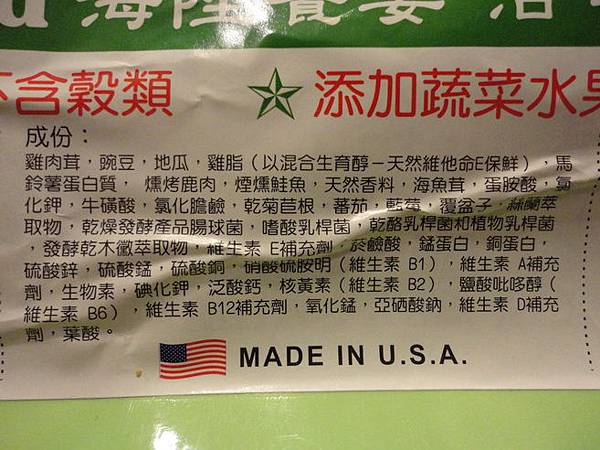 海陸饗宴
不含穀類 ★ 添加蔬菜水果
成份：
雞肉茸，豌豆，地瓜，雞脂（以混合生育醇－天然維他命E保鮮），馬
鈴薯蛋白質， 燻烤鹿肉，煙燻鮭魚，天然香料，海魚茸，蛋胺酸，氯
化鉀，牛磺酸，氯化膽鹼，乾菊苣根，蕃茄，藍莓，覆盆子，絲蘭萃
取物，乾燥發酵產品腸球菌，嗜酸乳桿菌，乾酪乳桿菌和植物乳桿菌
，發酵乾木黴萃取物，維生素 E補充劑，菸鹼酸，錳蛋白，銅蛋白，
硫酸鋅，硫酸錳，硫酸銅，硝酸硫胺明（維生素 B1），維生素 A補充
劑，生物素，碘化鉀，泛酸鈣，核黃素（維生素 B2），鹽酸吡哆醇（
維生素 B6），維生素 B12補充劑，氧化錳，亞硒酸鈉，維生素 D補充
劑，葉酸。
MADE IN U.S.A.